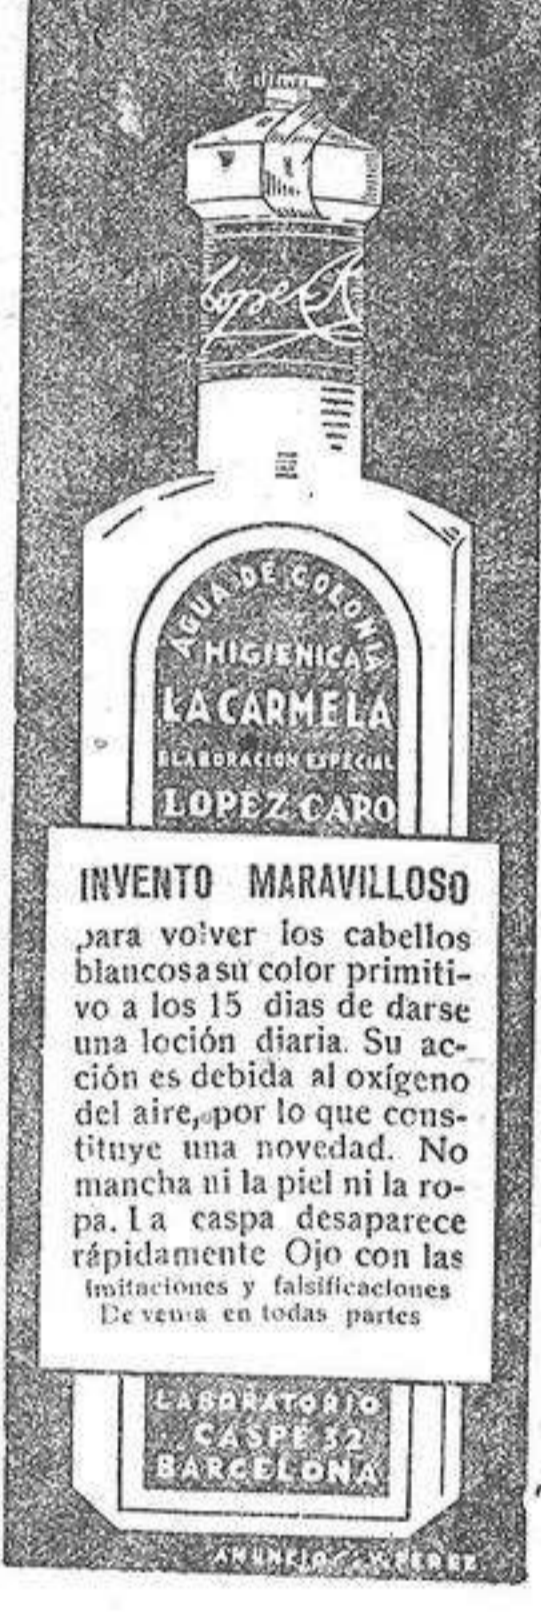 Lopez
AGUA DE COLONIA
HIGIENICA
LA CARMELA
ELABORACION ESPECIAL
LOPEZ CARO
INVENTO MARAVILLOSO
para volver los cabellos
blancos a su color primiti-
vo a los 15 dias de darse
una loción diaria. Su ac-
ción es debida al oxígeno
del aire, por lo que cons-
tituye una novedad. No
mancha ni la piel ni la ro-
pa. La caspa desaparece
rápidamente Ojo con las
imitaciones y falsificaciones
De venta en todas partes
LABORATORIO
CASPE 32
BARCELONA
ANUNCIOS PEREZ